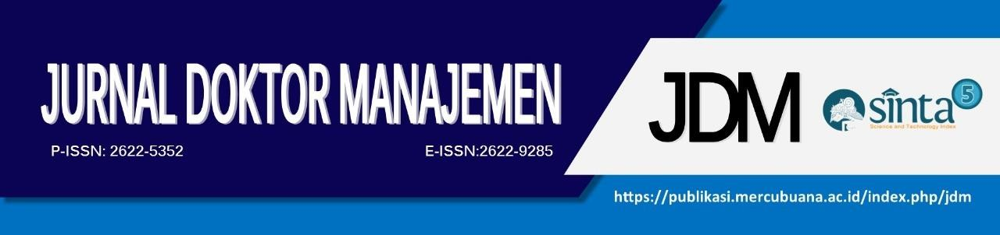 JURNAL DOKTOR MANAJEMEN
P-ISSN: 2622-5352
E-ISSN:2622-9285
JDM
sinta
5
Science and Technology Index
https://publikasi.mercubuana.ac.id/index.php/jdm